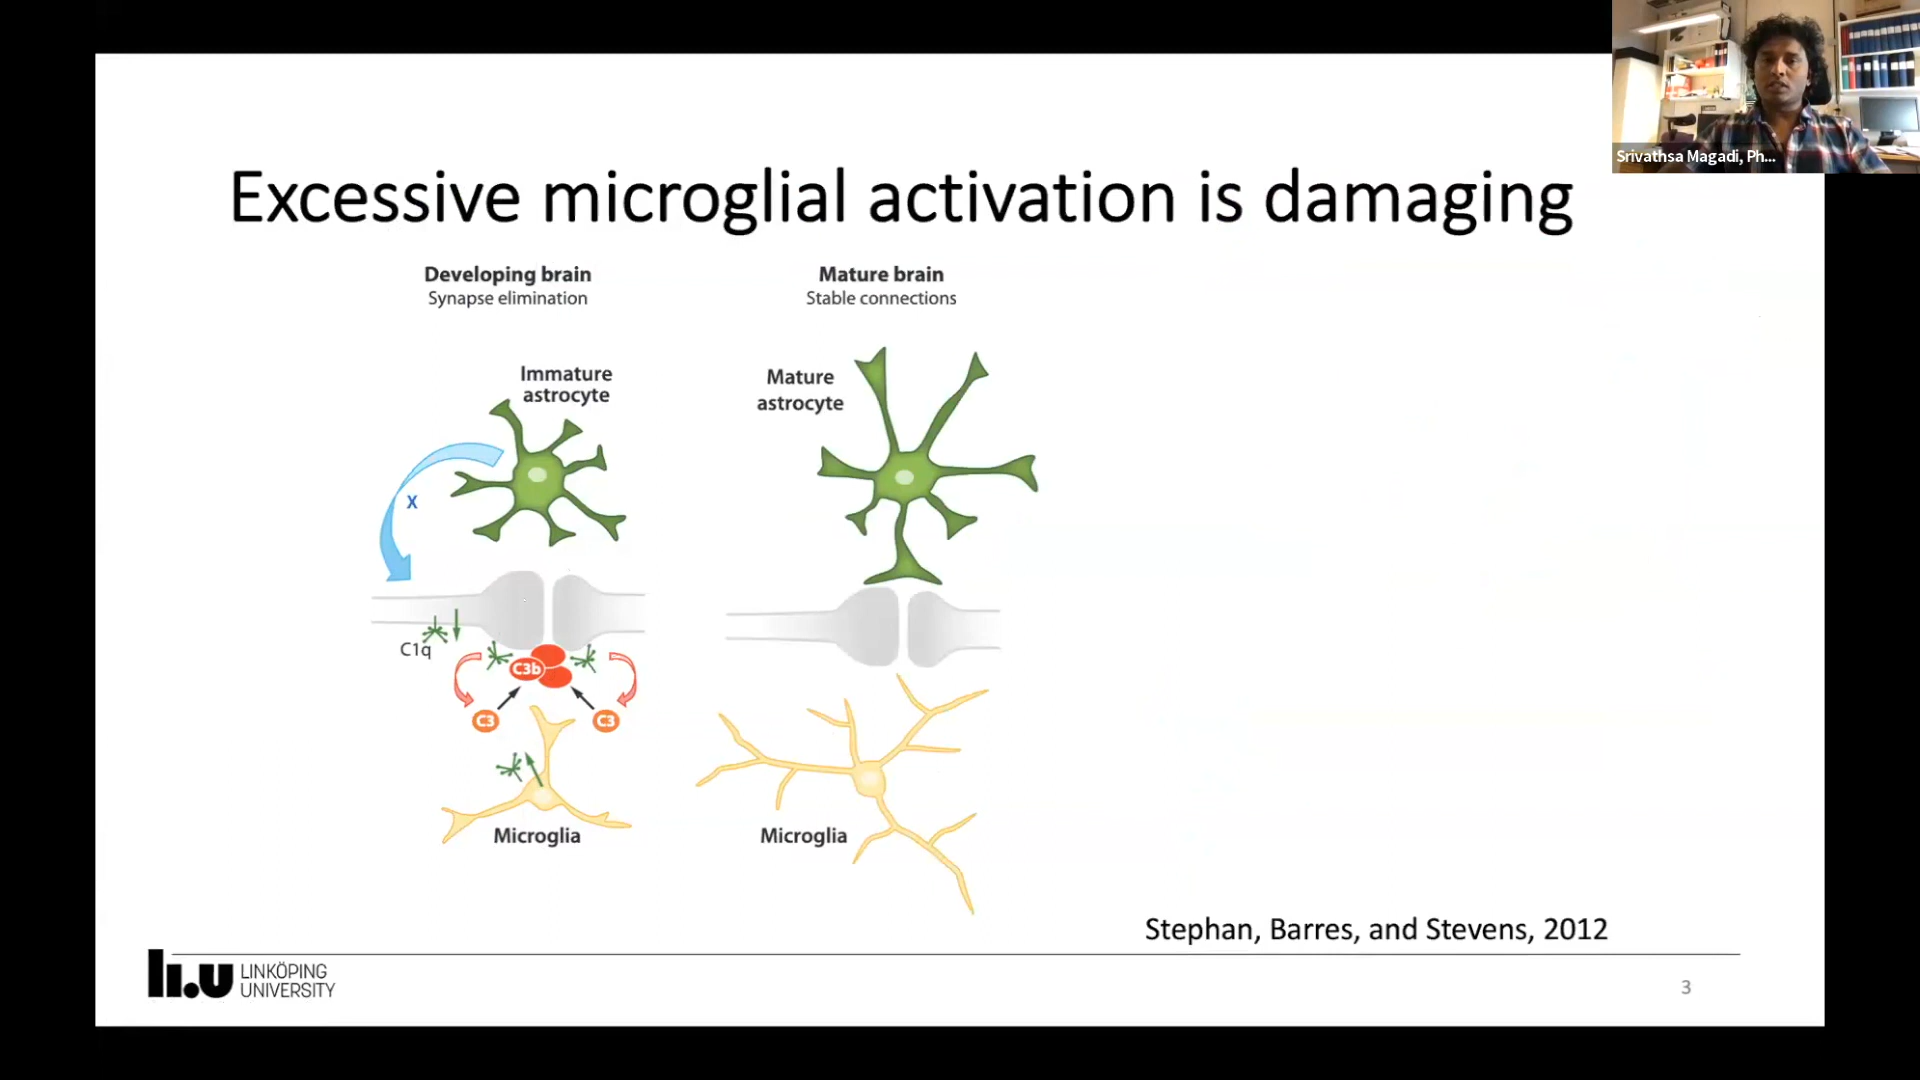 Srivathsa Magadi, Ph...
Excessive microglial activation is damaging
Developing brain
Synapse elimination
Mature brain
Stable connections
Immature
astrocyte
Mature
astrocyte
X
C1q
C3b
C3
C3
Microglia
Microglia
Stephan, Barres, and Stevens, 2012
li.u LINKÖPING
UNIVERSITY
3